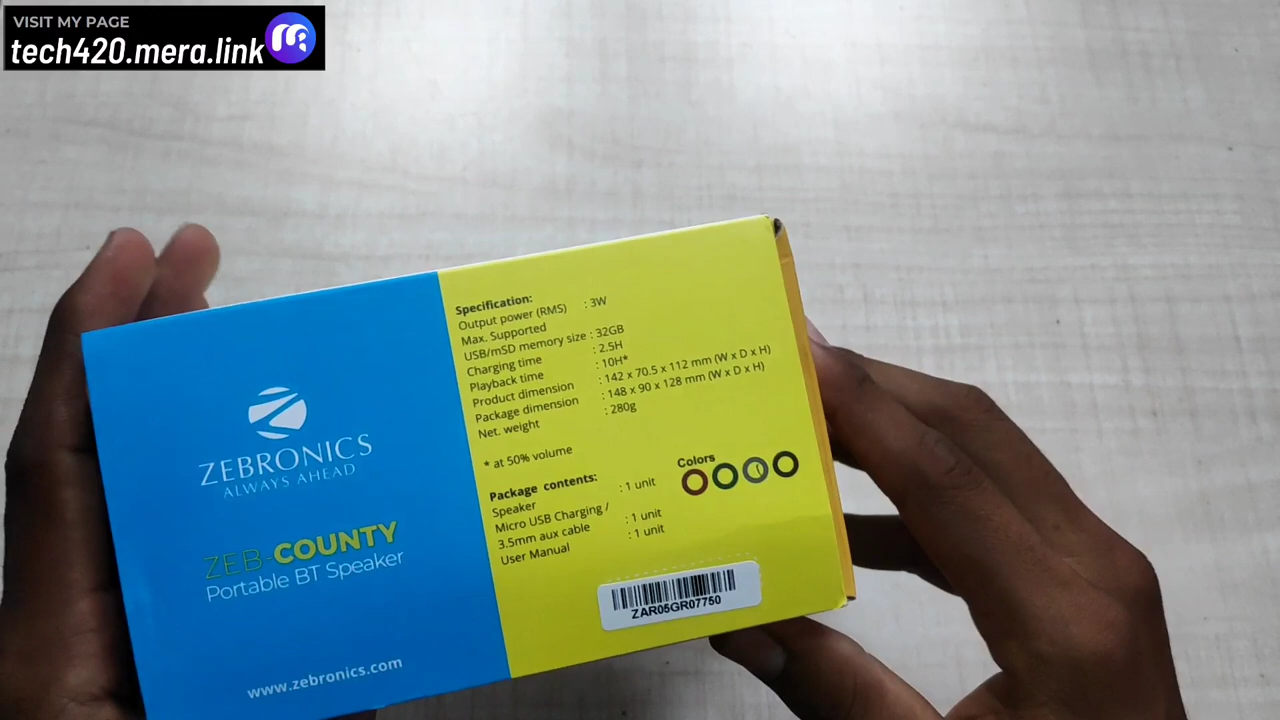 VISIT MY PAGE
tech420.mera.link
ZEBRONICS
ALWAYS AHEAD
ZEB-COUNTY
Portable BT Speaker
www.zebronics.com
Specification:
Output power (RMS) : 3W
Max. Supported
USB/mSD memory size : 32GB
Charging time : 2.5H
Playback time : 10H*
Product dimension : 142 x 70.5 x 112 mm (W x D x H)
Package dimension : 148 x 90 x 128 mm (W x D x H)
Net. weight : 280g
* at 50% volume
Colors
Package contents:
Speaker : 1 unit
Micro USB Charging /
3.5mm aux cable : 1 unit
User Manual : 1 unit
ZAR05GR07750